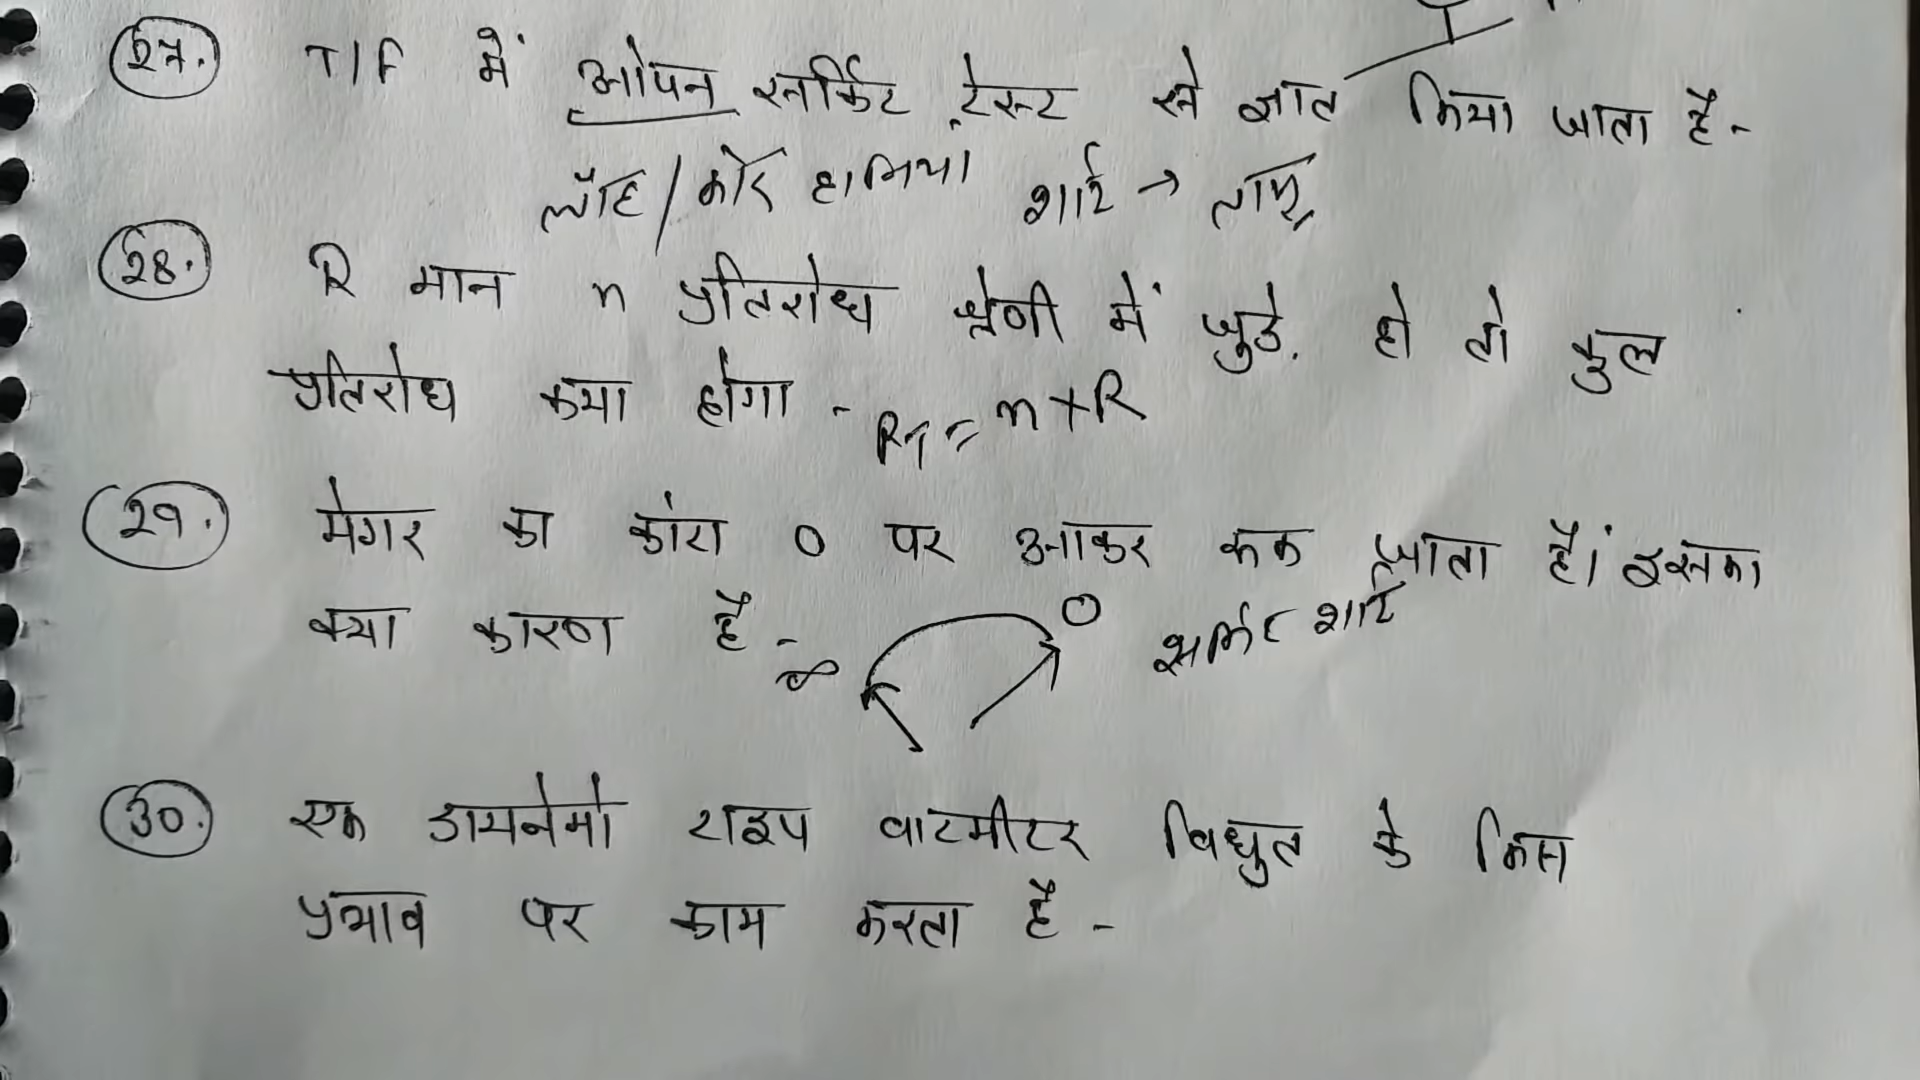 27. T/F में ओपन सर्किट टेस्ट से ज्ञात किया जाता है -
लौह / कोर हानिया शार्ट → ताम्र
28. R मान n प्रतिरोध श्रेणी में जुडे. हो तो कुल
प्रतिरोध क्या होगा - RT = n×R
29. मेगर का कांटा 0 पर आकर रूक जाता है। इसका
क्या कारण है - ∞ 0 सर्किट शार्ट
30. एक डायनेमो टाइप वाटमीटर विधुत के किस
प्रभाव पर काम करता है -